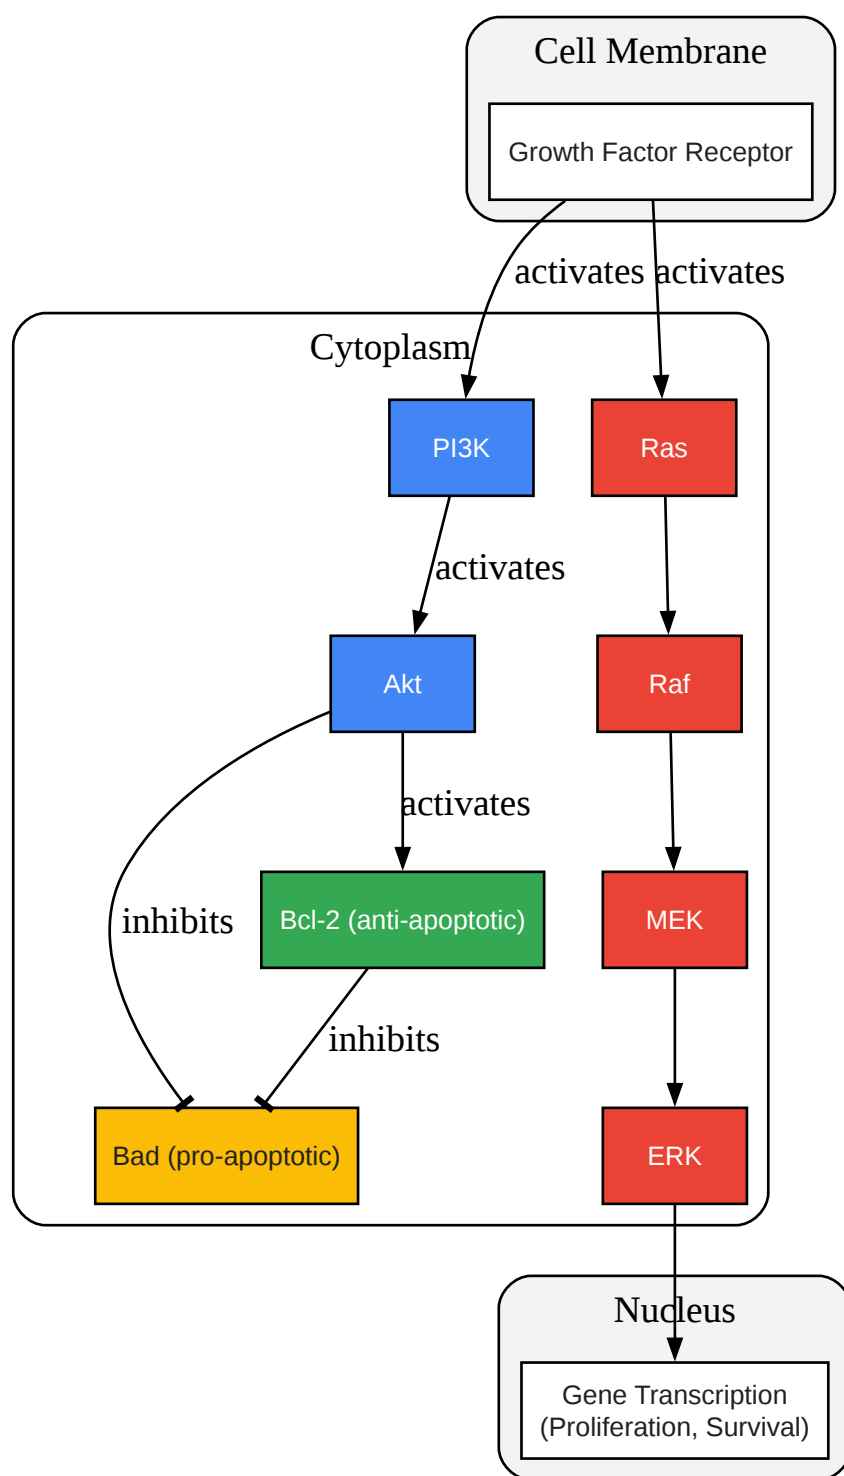 Cell Membrane
Growth Factor Receptor
activates
activates
Cytoplasm
PI3K
Ras
activates
Akt
Raf
activates
inhibits
Bcl-2 (anti-apoptotic)
MEK
inhibits
Bad (pro-apoptotic)
ERK
Nucleus
Gene Transcription
(Proliferation, Survival)